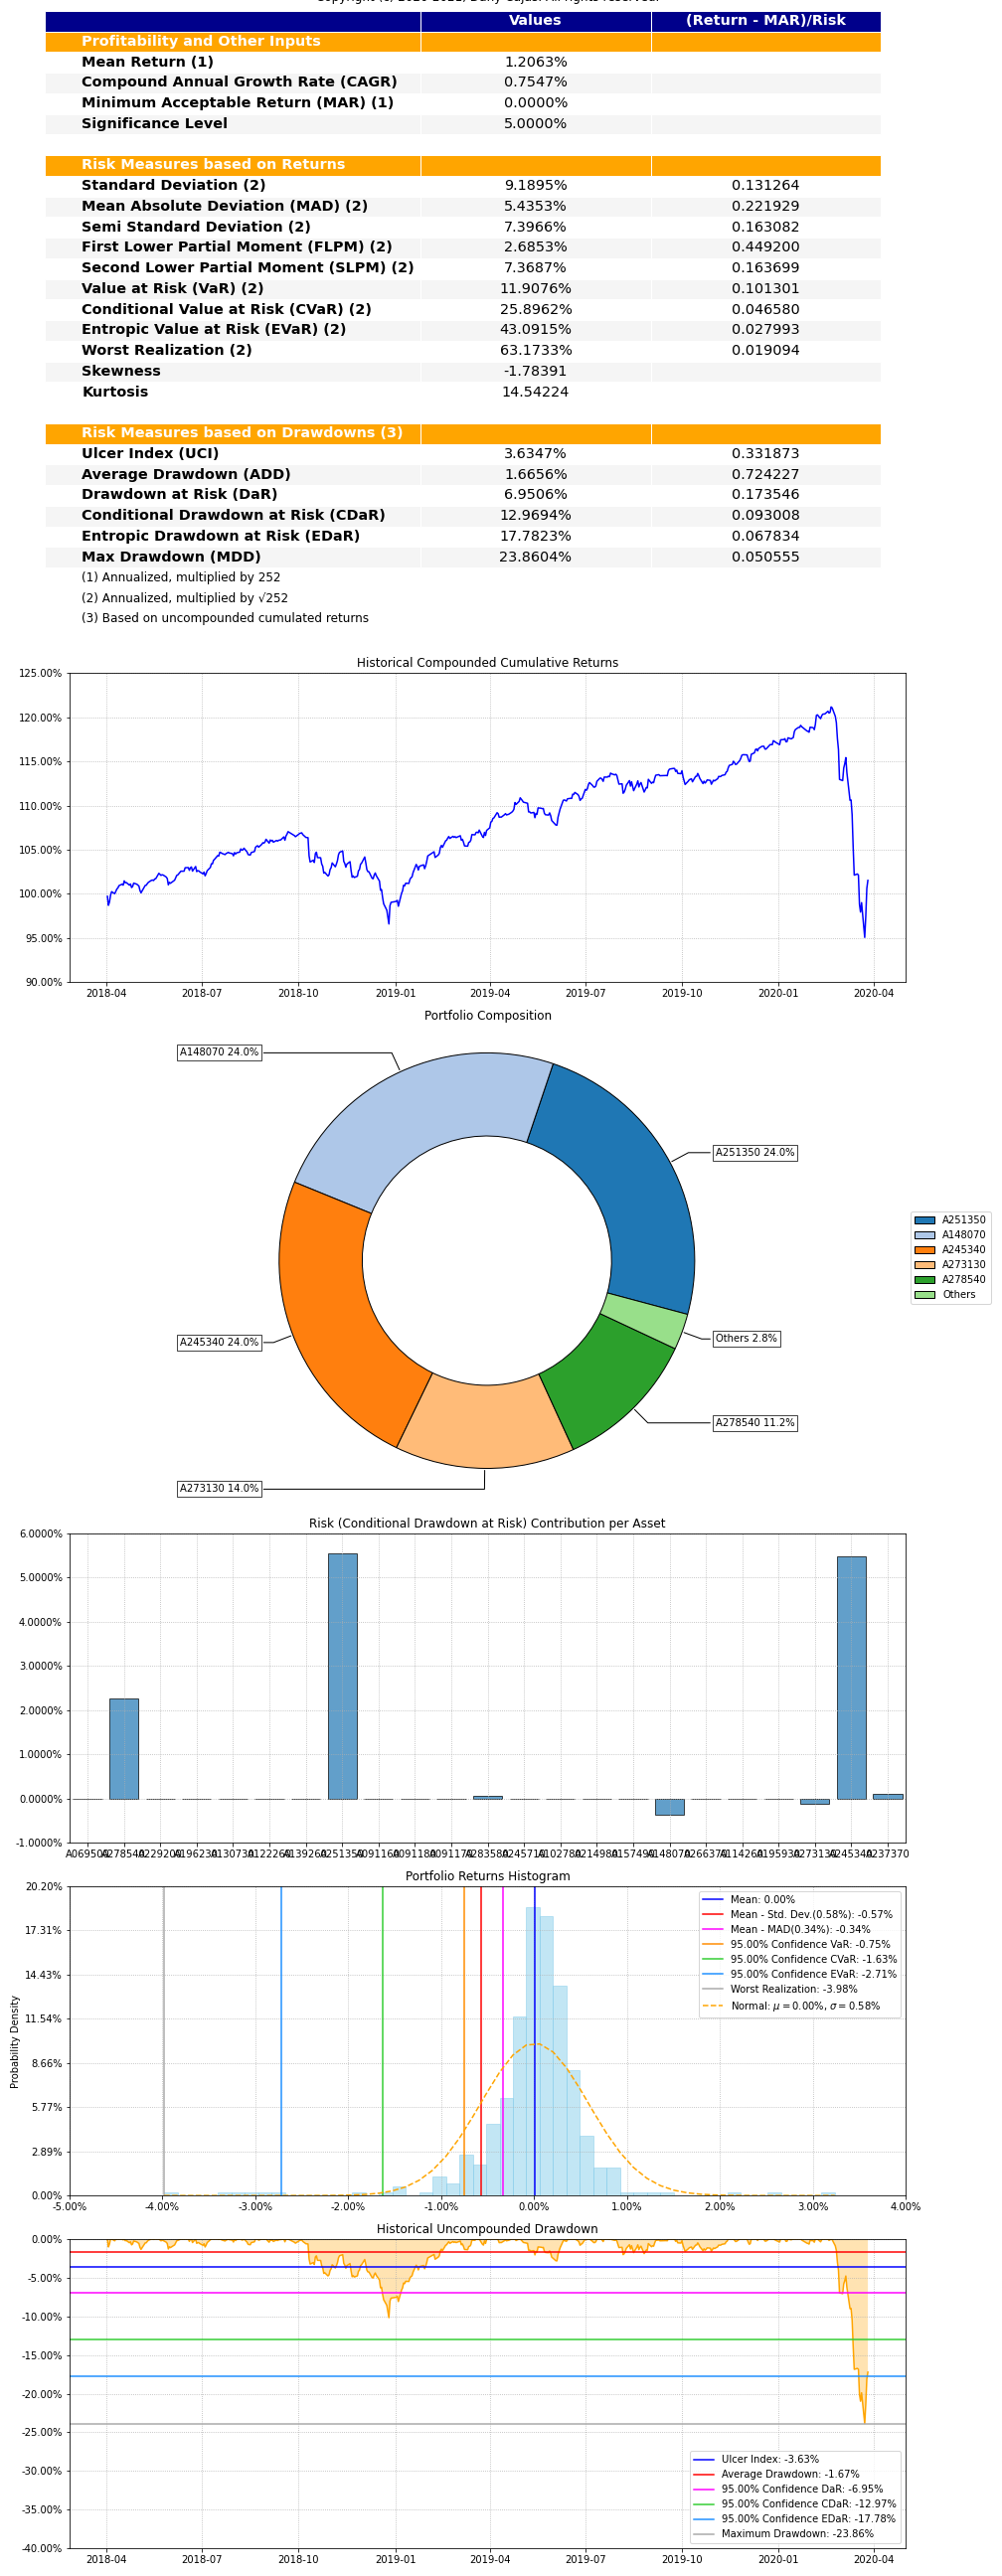 Copyright (c) 2020-2021, Dany Cajas. All rights reserved.
Values (Return - MAR)/Risk
Profitability and Other Inputs
Mean Return (1) 1.2063%
Compound Annual Growth Rate (CAGR) 0.7547%
Minimum Acceptable Return (MAR) (1) 0.0000%
Significance Level 5.0000%
Risk Measures based on Returns
Standard Deviation (2) 9.1895% 0.131264
Mean Absolute Deviation (MAD) (2) 5.4353% 0.221929
Semi Standard Deviation (2) 7.3966% 0.163082
First Lower Partial Moment (FLPM) (2) 2.6853% 0.449200
Second Lower Partial Moment (SLPM) (2) 7.3687% 0.163699
Value at Risk (VaR) (2) 11.9076% 0.101301
Conditional Value at Risk (CVaR) (2) 25.8962% 0.046580
Entropic Value at Risk (EVaR) (2) 43.0915% 0.027993
Worst Realization (2) 63.1733% 0.019094
Skewness -1.78391
Kurtosis 14.54224
Risk Measures based on Drawdowns (3)
Ulcer Index (UCI) 3.6347% 0.331873
Average Drawdown (ADD) 1.6656% 0.724227
Drawdown at Risk (DaR) 6.9506% 0.173546
Conditional Drawdown at Risk (CDaR) 12.9694% 0.093008
Entropic Drawdown at Risk (EDaR) 17.7823% 0.067834
Max Drawdown (MDD) 23.8604% 0.050555
(1) Annualized, multiplied by 252
(2) Annualized, multiplied by √252
(3) Based on uncompounded cumulated returns
Historical Compounded Cumulative Returns
125.00%
120.00%
115.00%
110.00%
105.00%
100.00%
95.00%
90.00%
2018-04 2018-07 2018-10 2019-01 2019-04 2019-07 2019-10 2020-01 2020-04
Portfolio Composition
A148070 24.0%
A251350 24.0%
A245340 24.0%
Others 2.8%
A278540 11.2%
A273130 14.0%
A251350
A148070
A245340
A273130
A278540
Others
Risk (Conditional Drawdown at Risk) Contribution per Asset
6.0000%
5.0000%
4.0000%
3.0000%
2.0000%
1.0000%
0.0000%
-1.0000%
A237370
Portfolio Returns Histogram
Probability Density
20.20%
17.31%
14.43%
11.54%
8.66%
5.77%
2.89%
0.00%
-5.00% -4.00% -3.00% -2.00% -1.00% 0.00% 1.00% 2.00% 3.00% 4.00%
Mean: 0.00%
Mean - Std. Dev.(0.58%): -0.57%
Mean - MAD(0.34%): -0.34%
95.00% Confidence VaR: -0.75%
95.00% Confidence CVaR: -1.63%
95.00% Confidence EVaR: -2.71%
Worst Realization: -3.98%
Normal: μ = 0.00%, σ = 0.58%
Historical Uncompounded Drawdown
0.00%
-5.00%
-10.00%
-15.00%
-20.00%
-25.00%
-30.00%
-35.00%
-40.00%
2018-04 2018-07 2018-10 2019-01 2019-04 2019-07 2019-10 2020-01 2020-04
Ulcer Index: -3.63%
Average Drawdown: -1.67%
95.00% Confidence DaR: -6.95%
95.00% Confidence CDaR: -12.97%
95.00% Confidence EDaR: -17.78%
Maximum Drawdown: -23.86%